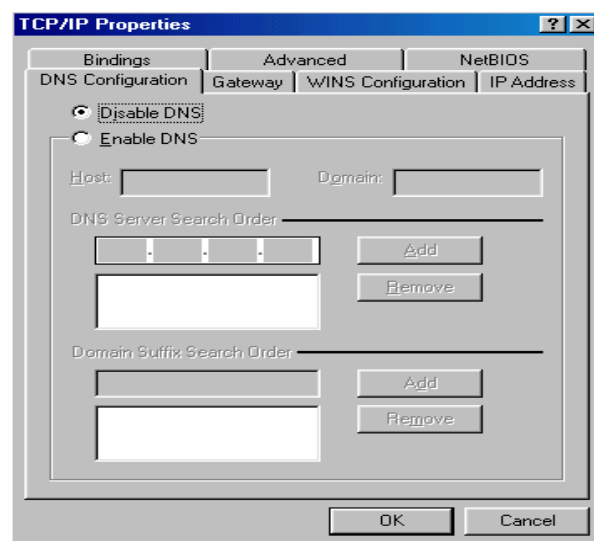 TCP/IP Properties
Bindings Advanced NetBIOS
DNS Configuration Gateway WINS Configuration IP Address
Disable DNS
Enable DNS
Host: Domain:
DNS Server Search Order
. . .
Add
Remove
Domain Suffix Search Order
Add
Remove
OK Cancel